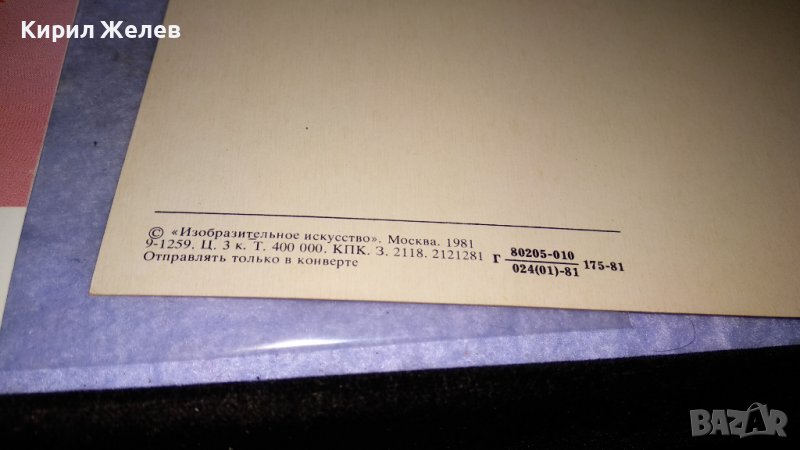 Кирил Желев
© «Изобразительное искусство». Москва. 1981
9-1259. Ц. 3 к. Т. 400 000. КПК. З. 2118. 2121281
Отправлять только в конверте
Г 80205-010 175-81
024(01)-81
BAZAR